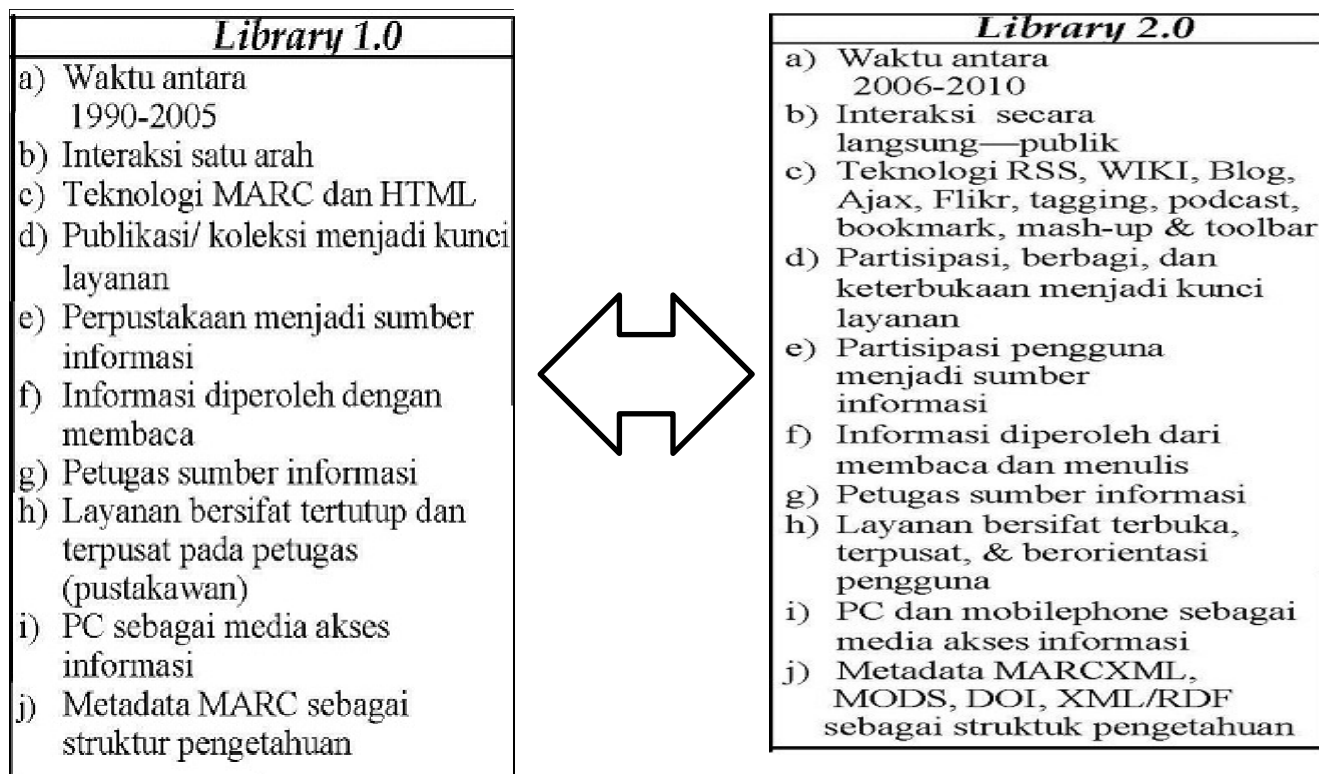 Library 1.0
a) Waktu antara
1990-2005
b) Interaksi satu arah
c) Teknologi MARC dan HTML
d) Publikasi/ koleksi menjadi kunci
layanan
e) Perpustakaan menjadi sumber
informasi
f) Informasi diperoleh dengan
membaca
g) Petugas sumber informasi
h) Layanan bersifat tertutup dan
terpusat pada petugas
(pustakawan)
i) PC sebagai media akses
informasi
j) Metadata MARC sebagai
struktur pengetahuan
Library 2.0
a) Waktu antara
2006-2010
b) Interaksi secara
langsung—publik
c) Teknologi RSS, WIKI, Blog,
Ajax, Flikr, tagging, podcast,
bookmark, mash-up & toolbar
d) Partisipasi, berbagi, dan
keterbukaan menjadi kunci
layanan
e) Partisipasi pengguna
menjadi sumber
informasi
f) Informasi diperoleh dari
membaca dan menulis
g) Petugas sumber informasi
h) Layanan bersifat terbuka,
terpusat, & berorientasi
pengguna
i) PC dan mobilephone sebagai
media akses informasi
j) Metadata MARCXML,
MODS, DOI, XML/RDF
sebagai struktuk pengetahuan